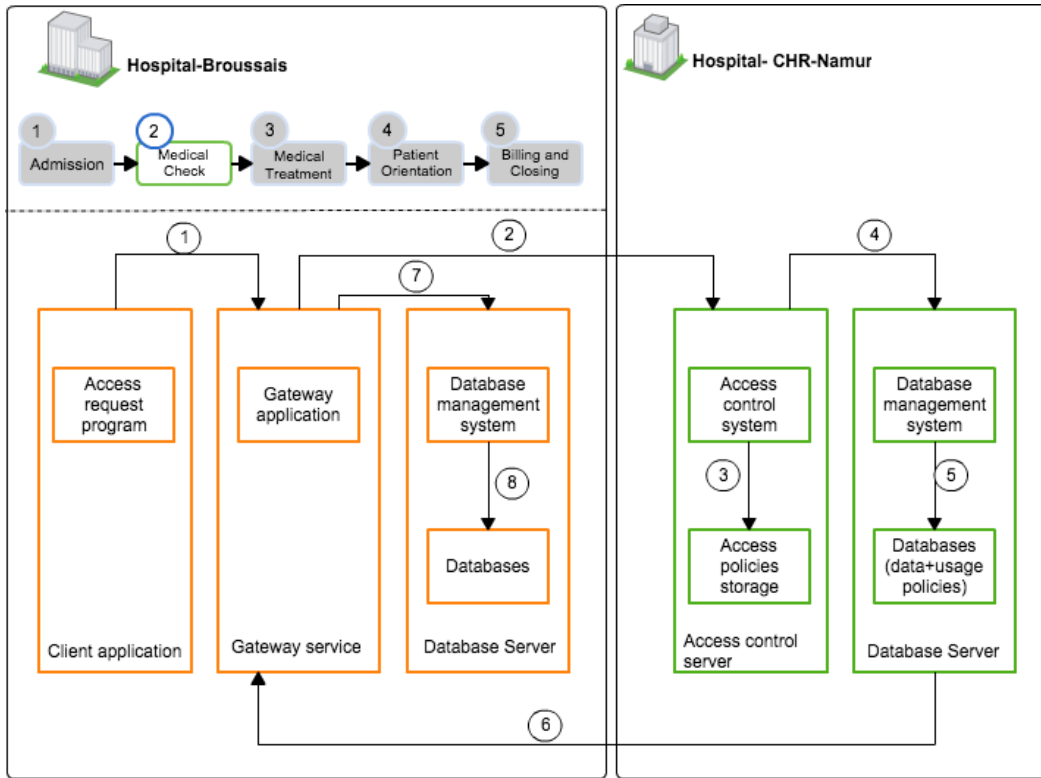 Hospital-Broussais
Hospital- CHR-Namur
1
2
3
4
5
Admission
Medical
Check
Medical
Treatment
Patient
Orientation
Billing and
Closing
1
2
4
7
Access
request
program
Gateway
application
Database
management
system
Access
control
system
Database
management
system
8
3
5
Databases
Access
policies
storage
Databases
(data+usage
policies)
Client application
Gateway service
Database Server
Access control
server
Database Server
6